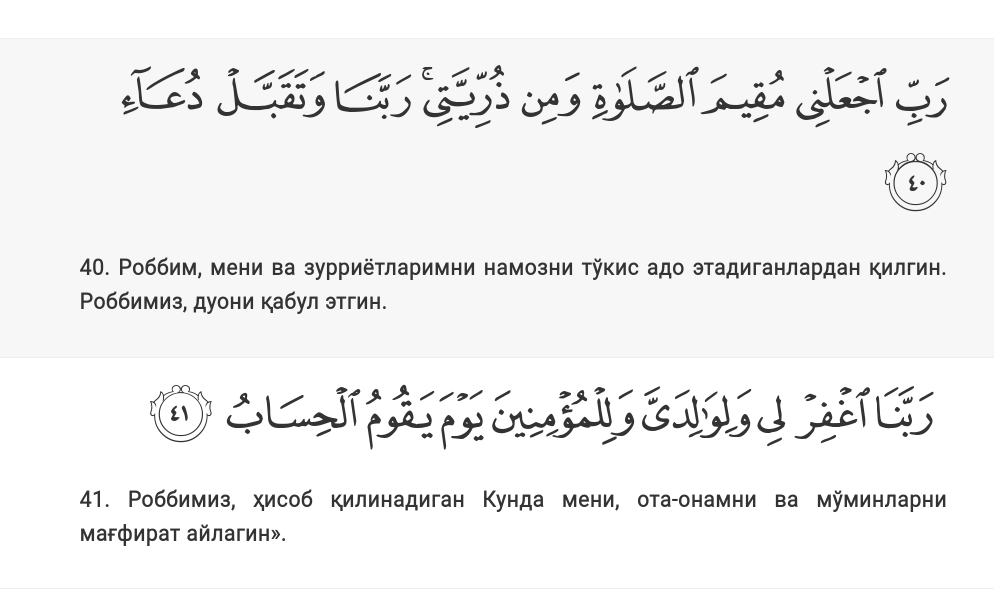 رَبِّ ٱجۡعَلۡنِي مُقِيمَ ٱلصَّلَوٰةِ وَمِن ذُرِّيَّتِيۚ رَبَّنَا وَتَقَبَّلۡ دُعَآءِ
٤٠
40. Роббим, мени ва зурриётларимни намозни тўкис адо этадиганлардан қилгин.
Роббимиз, дуони қабул этгин.
رَبَّنَا ٱغۡفِرۡ لِي وَلِوَٰلِدَيَّ وَلِلۡمُؤۡمِنِينَ يَوۡمَ يَقُومُ ٱلۡحِسَابُ ٤١
41. Роббимиз, ҳисоб қилинадиган Кунда мени, ота-онамни ва мўминларни
мағфират айлагин».